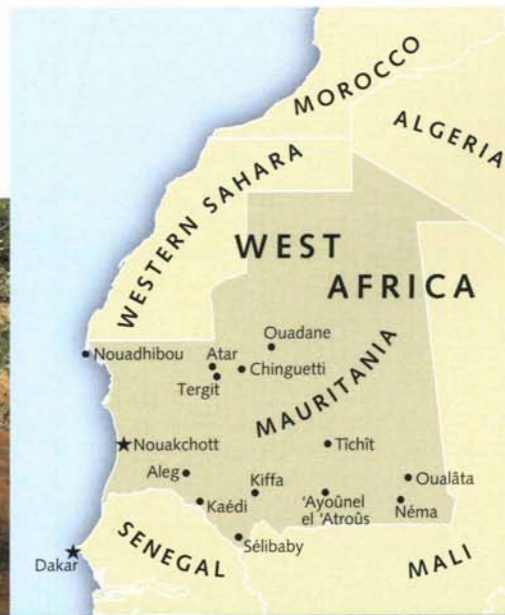 MOROCCO
ALGERIA
WESTERN SAHARA
WEST
AFRICA
Ouadane
Nouadhibou
Atar
Chinguetti
Tergit
MAURITANIA
Nouakchott
Tîchît
Aleg
Kiffa
Oualâta
Kaédi
'Ayoûnel
el 'Atroûs
Néma
Sélibaby
SENEGAL
MALI
Dakar